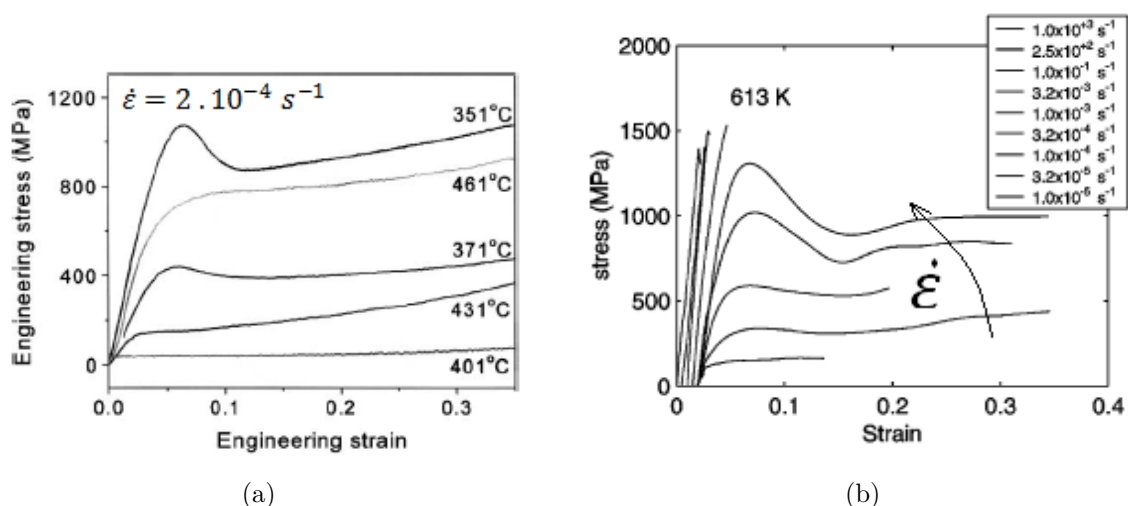 ε̇ = 2 . 10⁻⁴ s⁻¹
1200
800
400
0
Engineering stress (MPa)
351°C
461°C
371°C
431°C
401°C
0.0
0.1
0.2
0.3
Engineering strain
(a)
1.0x10⁺³ s⁻¹
2.5x10⁺² s⁻¹
1.0x10⁻¹ s⁻¹
3.2x10⁻³ s⁻¹
1.0x10⁻³ s⁻¹
3.2x10⁻⁴ s⁻¹
1.0x10⁻⁴ s⁻¹
3.2x10⁻⁵ s⁻¹
1.0x10⁻⁵ s⁻¹
2000
1500
1000
500
0
stress (MPa)
613 K
ε̇
0
0.1
0.2
0.3
0.4
Strain
(b)